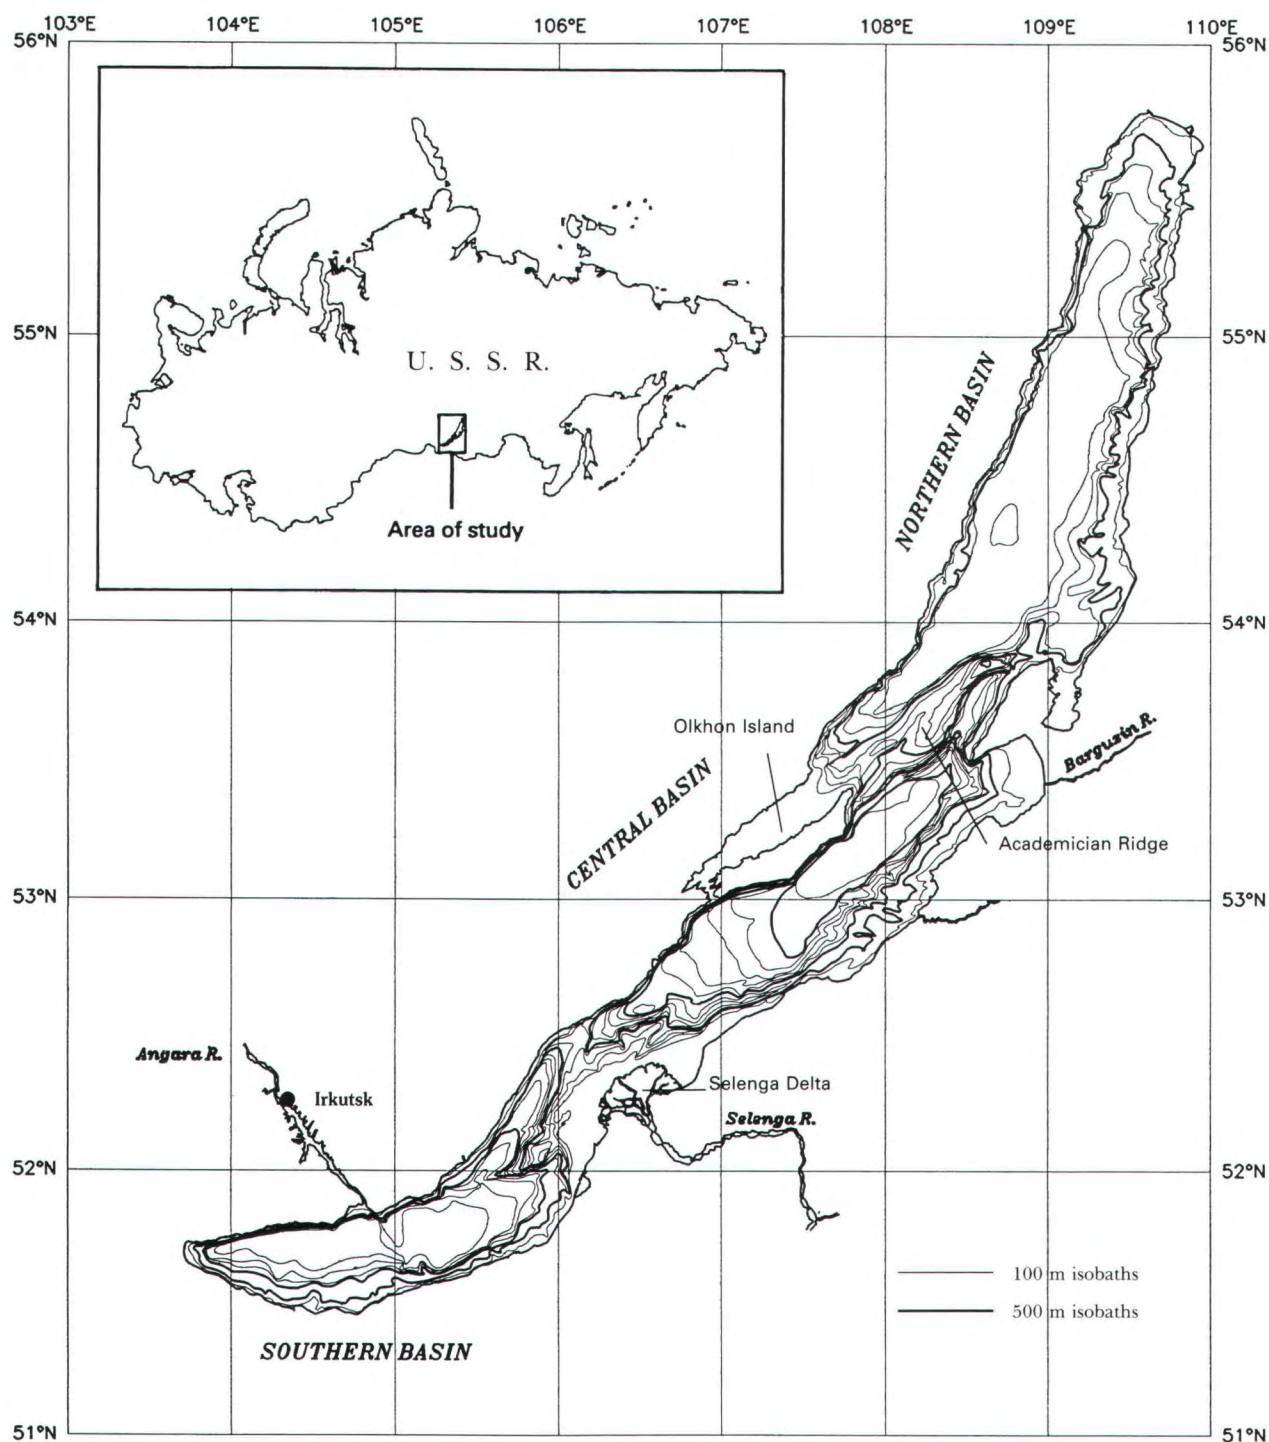 103°E 104°E 105°E 106°E 107°E 108°E 109°E 110°E
56°N 56°N
U. S. S. R.
Area of study
55°N 55°N
NORTHERN BASIN
54°N 54°N
Olkhon Island
Barguzin R.
CENTRAL BASIN
Academician Ridge
53°N 53°N
Angara R.
Irkutsk
Selenga Delta
Selenga R.
52°N 52°N
100 m isobaths
500 m isobaths
SOUTHERN BASIN
51°N 51°N